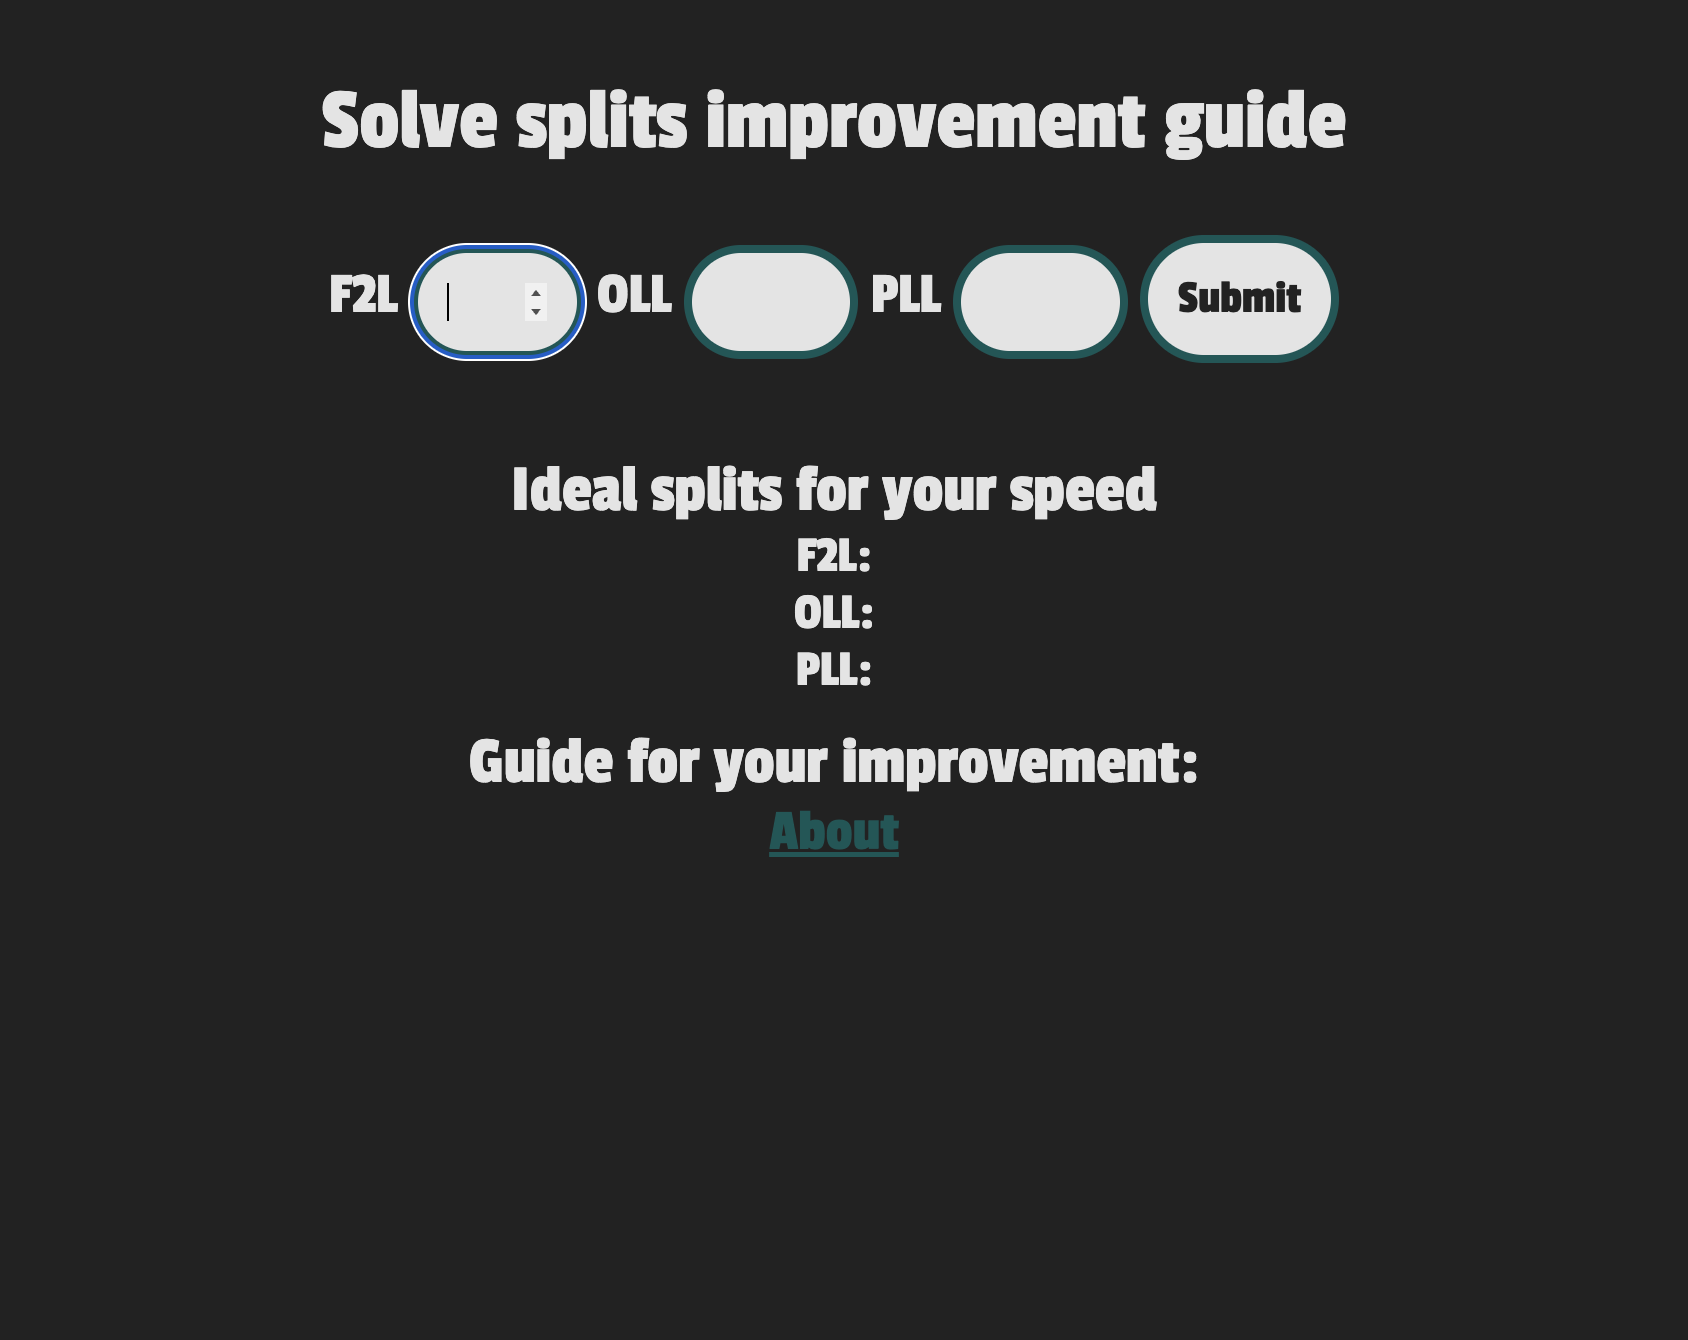 Solve splits improvement guide
F2L OLL PLL Submit
Ideal splits for your speed
F2L:
OLL:
PLL:
Guide for your improvement:
About